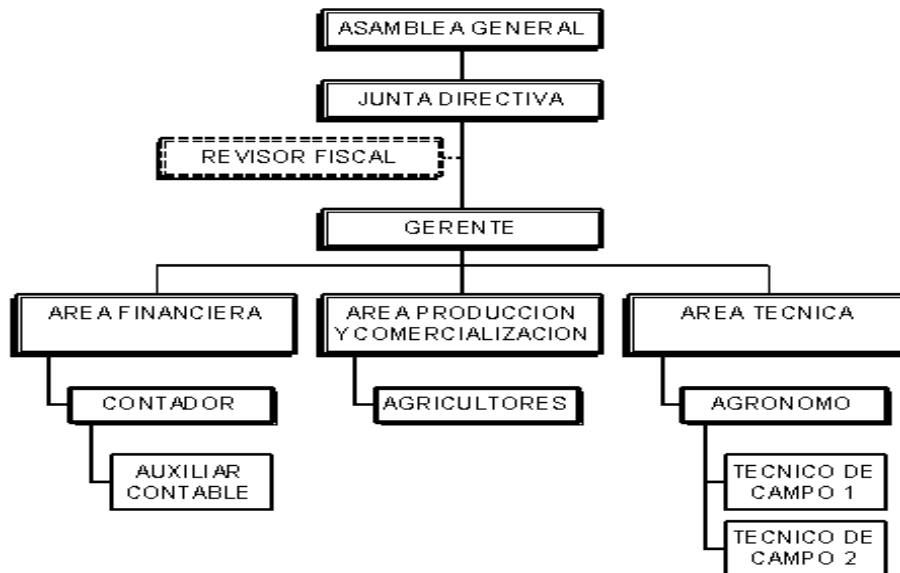 ASAMBLEA GENERAL
JUNTA DIRECTIVA
REVISOR FISCAL
GERENTE
AREA FINANCIERA
AREA PRODUCCION
Y COMERCIALIZACION
AREA TECNICA
CONTADOR
AGRICULTORES
AGRONOMO
AUXILIAR
CONTABLE
TECNICO DE
CAMPO 1
TECNICO DE
CAMPO 2